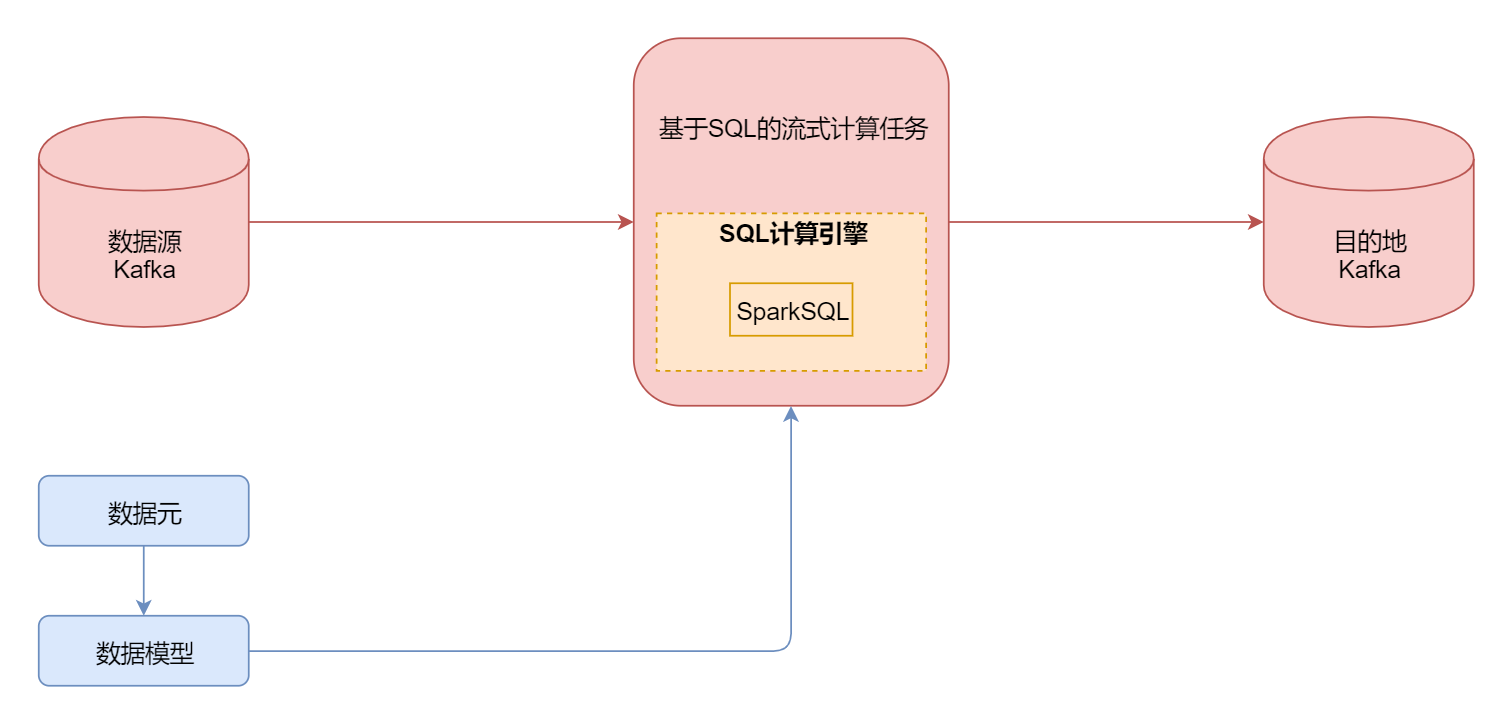 基于SQL的流式计算任务
数据源
Kafka
SQL计算引擎
SparkSQL
目的地
Kafka
数据元
数据模型